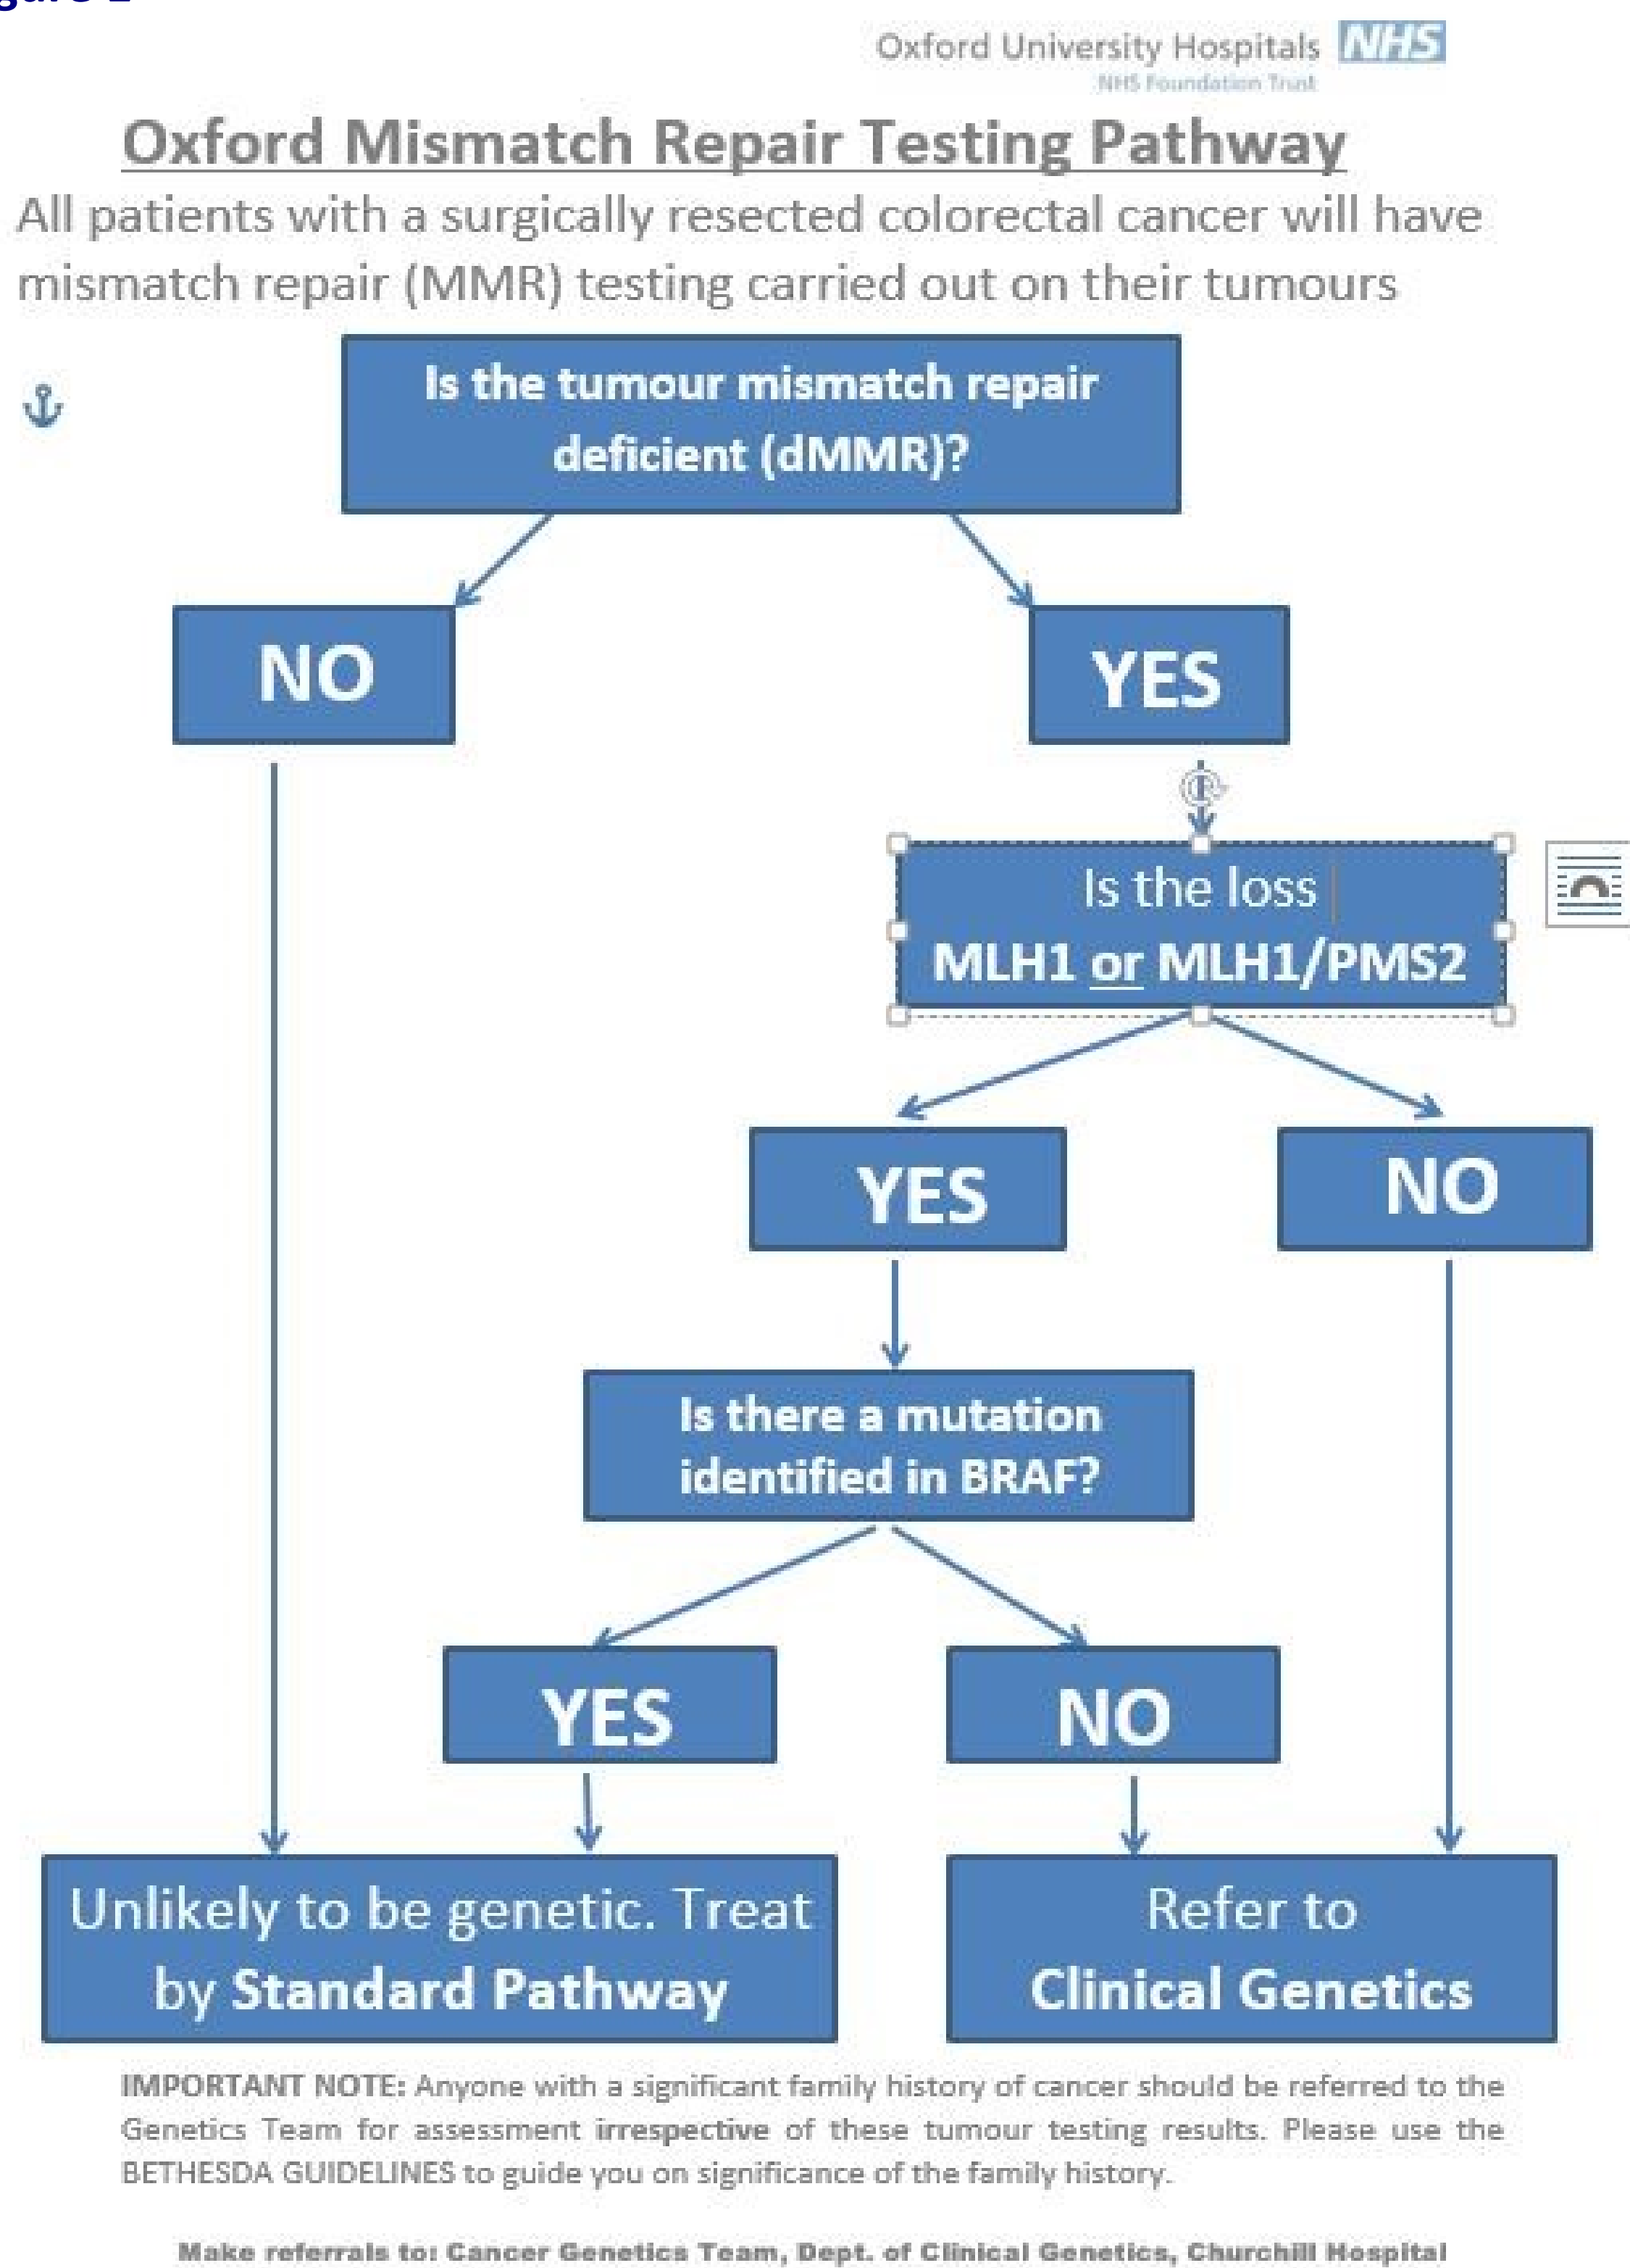 Oxford University Hospitals NHS
NHS Foundation Trust
Oxford Mismatch Repair Testing Pathway
All patients with a surgically resected colorectal cancer will have
mismatch repair (MMR) testing carried out on their tumours
Is the tumour mismatch repair
deficient (dMMR)?
NO
YES
Is the loss
MLH1 or MLH1/PMS2
YES
NO
Is there a mutation
identified in BRAF?
YES
NO
Unlikely to be genetic. Treat
by Standard Pathway
Refer to
Clinical Genetics
IMPORTANT NOTE: Anyone with a significant family history of cancer should be referred to the
Genetics Team for assessment irrespective of these tumour testing results. Please use the
BETHESDA GUIDELINES to guide you on significance of the family history.
Make referrals to: Cancer Genetics Team, Dept. of Clinical Genetics, Churchill Hospital